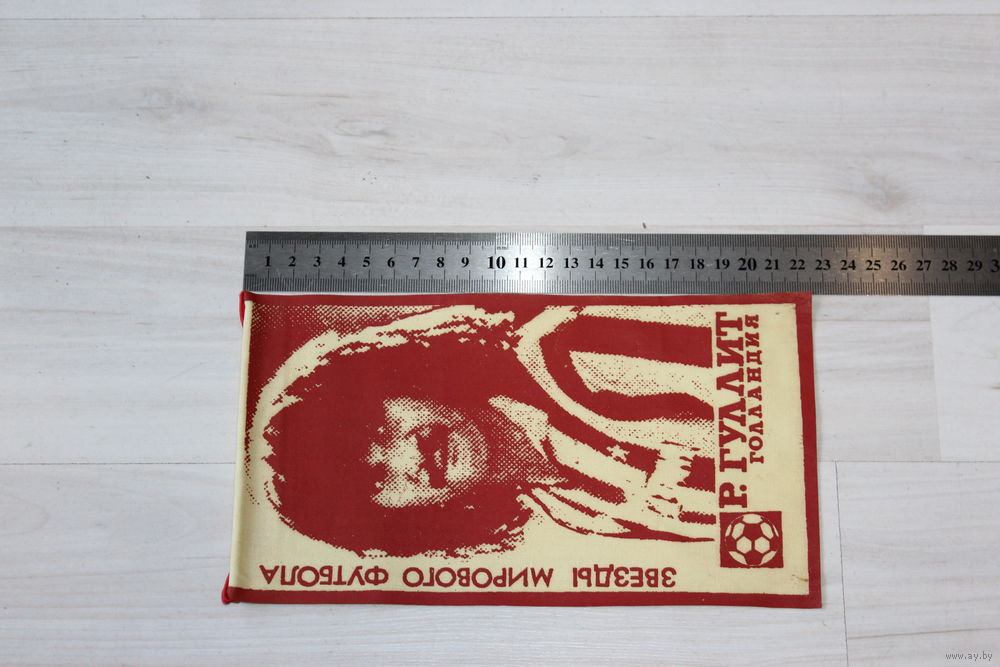 mm
1 2 3 4 5 6 7 8 9 10 11 12 13 14 15 16 17 18 19 20 21 22 23 24 25 26 27 28 29
Р. ГУЛЛИТ
ГОЛЛАНДИЯ
ЗВЕЗДЫ МИРОВОГО ФУТБОЛА
www.ay.by